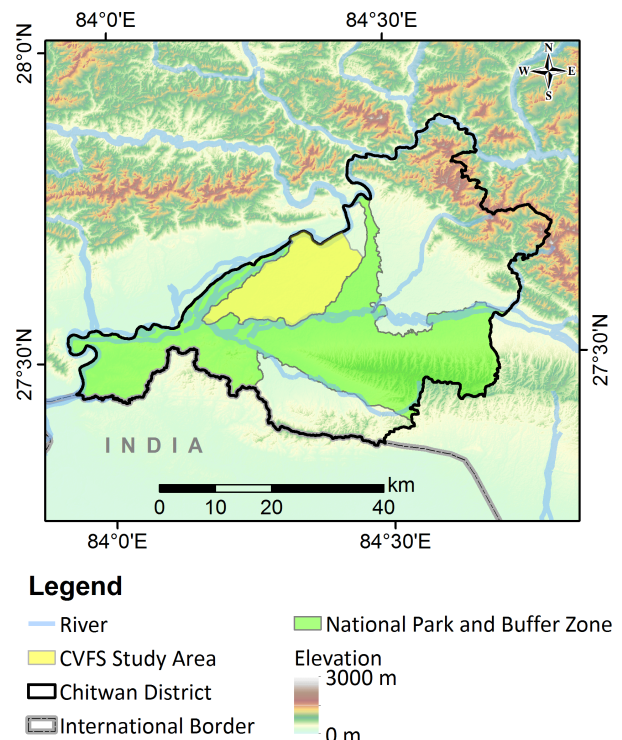 84°0'E 84°30'E
28°0'N
N
W E
S
27°30'N 27°30'N
INDIA
km
0 10 20 40
84°0'E 84°30'E
Legend
River National Park and Buffer Zone
CVFS Study Area Elevation
3000 m
Chitwan District
International Border
0 m